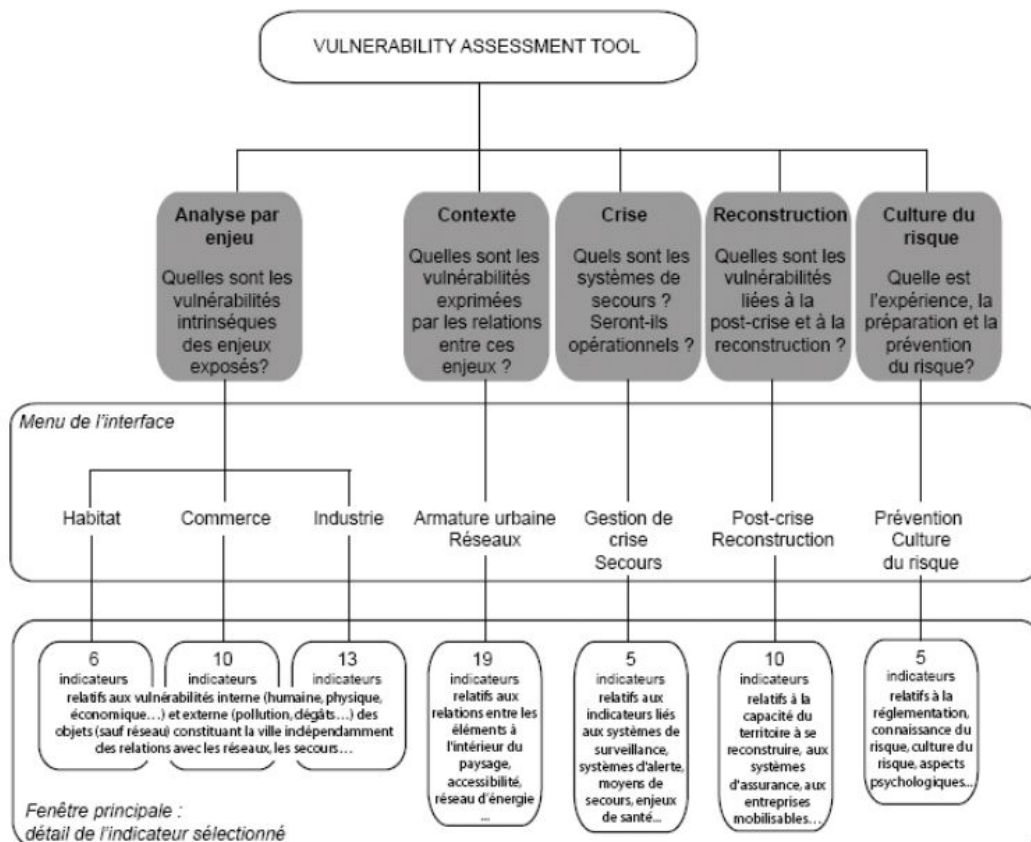 VULNERABILITY ASSESSMENT TOOL
Analyse par
enjeu
Quelles sont les
vulnérabilités
intrinséques
des enjeux
exposés?
Contexte
Quelles sont les
vulnérabilités
exprimées
par les relations
entre ces
enjeux ?
Crise
Quels sont les
systèmes de
secours ?
Seront-ils
opérationnels ?
Reconstruction
Quelles sont les
vulnérabilités
liées à la
post-crise et à la
reconstruction ?
Culture du
risque
Quelle est
l'expérience, la
préparation et la
prévention
du risque?
Menu de l'interface
Habitat
Commerce
Industrie
Armature urbaine
Réseaux
Gestion de
crise
Secours
Post-crise
Reconstruction
Prévention
Culture
du risque
6
indicateurs
10
indicateurs
13
indicateurs
relatifs aux vulnérabilités interne (humaine, physique,
économique...) et externe (pollution, dégâts...) des
objets (sauf réseau) constituant la ville indépendamment
des relations avec les réseaux, les secours...
19
indicateurs
relatifs aux
relations entre les
éléments à
l'intérieur du
paysage,
accessibilité,
réseau d'énergie
...
5
indicateurs
relatifs aux
indicateurs liés
aux systèmes de
surveillance,
systèmes d'alerte,
moyens de
secours, enjeux
de santé...
10
indicateurs
relatifs à la
capacité du
territoire à se
reconstruire, aux
systèmes
d'assurance, aux
entreprises
mobilisables...
5
indicateurs
relatifs à la
réglementation,
connaissance du
risque, culture du
risque, aspects
psychologiques...
Fenêtre principale :
détail de l'indicateur sélectionné